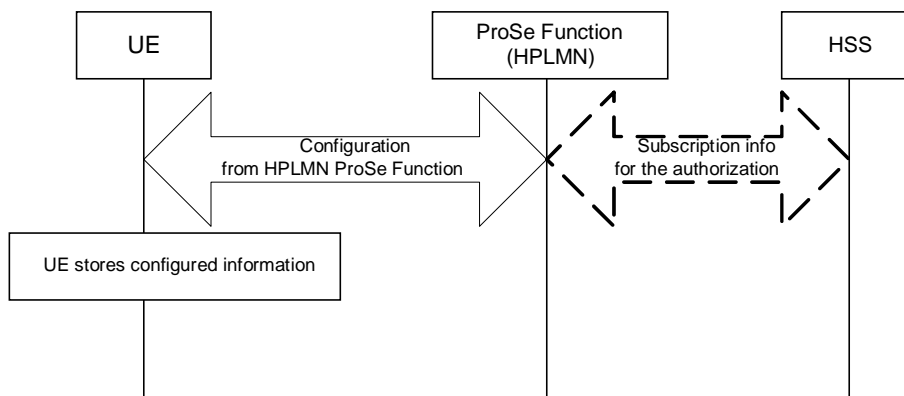 UE
ProSe Function
(HPLMN)
HSS
Configuration
from HPLMN ProSe Function
Subscription info
for the authorization
UE stores configured information